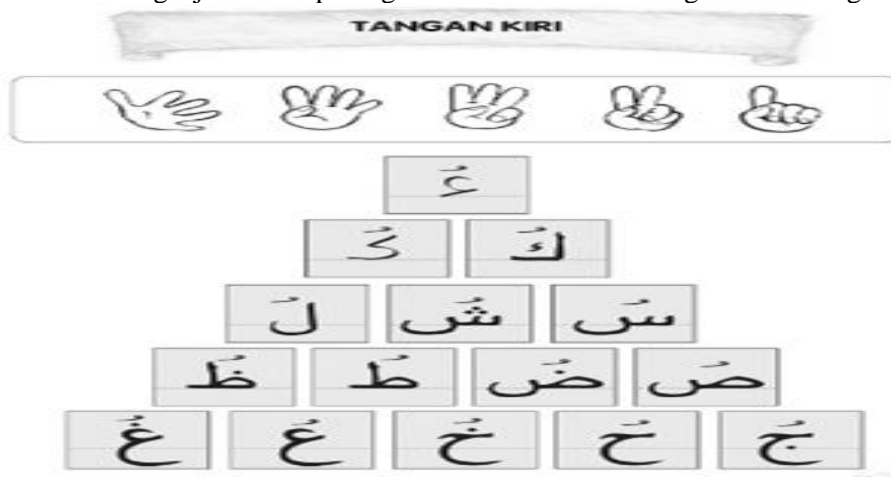 TANGAN KIRI
ءُ
كُ کُ
سُ شُ لُ
صُ ضُ طُ ظُ
جُ حُ خُ عُ غُ